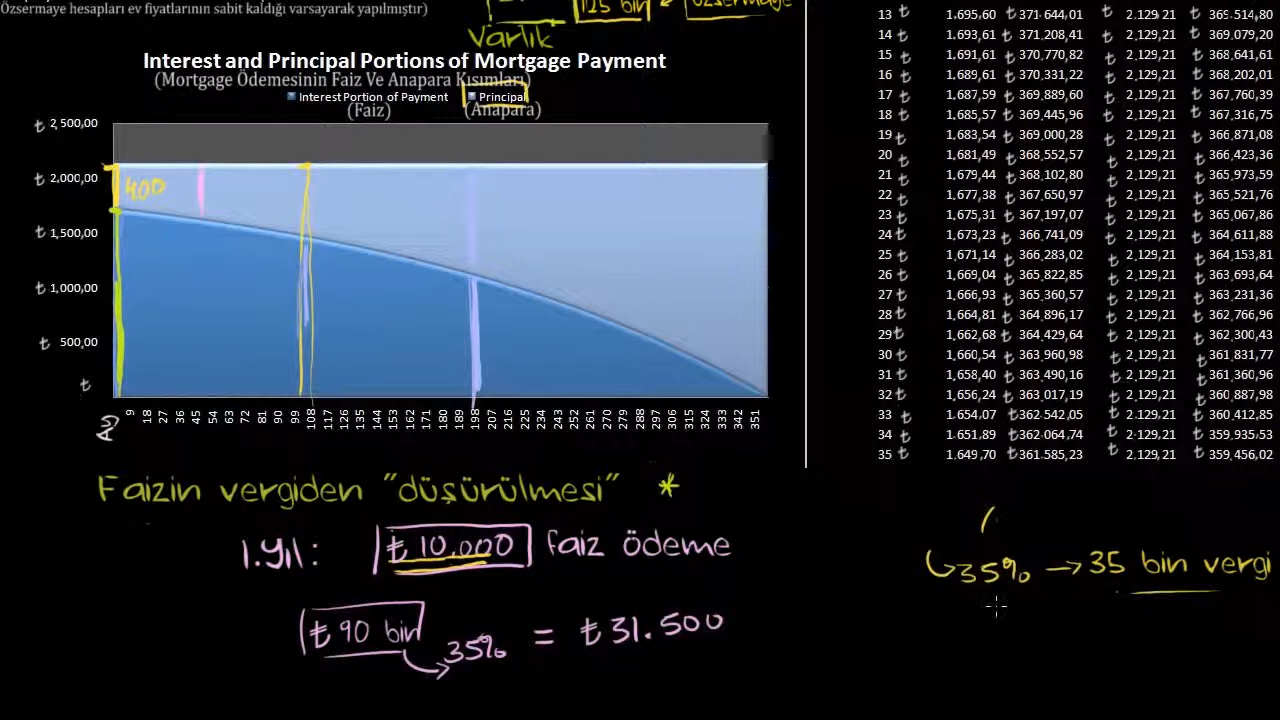 Özsermaye hesapları ev fiyatlarının sabit kaldığı varsayarak yapılmıştır)
125 bin
Varlık
Interest and Principal Portions of Mortgage Payment
(Mortgage Ödemesinin Faiz Ve Anapara Kısımları)
Interest Portion of Payment Principal
(Faiz) (Anapara)
₺ 2,500,00
₺ 2,000,00
₺ 1,500,00
₺ 1,000,00
₺ 500,00
₺
400
9 18 27 36 45 54 63 72 81 90 99 108 117 126 135 144 153 162 171 180 189 198 207 216 225 234 243 252 261 270 279 288 297 306 315 324 333 342 351
Faizin vergiden "düşürülmesi" *
1.Yıl: ₺ 10.000 faiz ödeme
₺ 90 bin 35% = ₺ 31.500
13 ₺ 1.695,60 ₺ 371.644,01 ₺ 2.129,21 ₺ 369.514,80
14 ₺ 1,693,61 ₺ 371,208,41 ₺ 2,129,21 ₺ 369,079,20
15 ₺ 1,691,61 ₺ 370,770,82 ₺ 2,129,21 ₺ 368,641,61
16 ₺ 1,689,61 ₺ 370,331,22 ₺ 2,129,21 ₺ 368,202,01
17 ₺ 1,687,59 ₺ 369,889,60 ₺ 2,129,21 ₺ 367,760,39
18 ₺ 1,685,57 ₺ 369,445,96 ₺ 2,129,21 ₺ 367,316,75
19 ₺ 1,683,54 ₺ 369,000,28 ₺ 2,129,21 ₺ 366,871,08
20 ₺ 1,681,49 ₺ 368,552,57 ₺ 2,129,21 ₺ 366,423,36
21 ₺ 1,679,44 ₺ 368,102,80 ₺ 2,129,21 ₺ 365,973,59
22 ₺ 1,677,38 ₺ 367,650,97 ₺ 2,129,21 ₺ 365,521,76
23 ₺ 1,675,31 ₺ 367,197,07 ₺ 2,129,21 ₺ 365,067,86
24 ₺ 1,673,23 ₺ 366,741,09 ₺ 2,129,21 ₺ 364,611,88
25 ₺ 1,671,14 ₺ 366,283,02 ₺ 2,129,21 ₺ 364,153,81
26 ₺ 1,669,04 ₺ 365,822,85 ₺ 2,129,21 ₺ 363,693,64
27 ₺ 1,666,93 ₺ 365,360,57 ₺ 2,129,21 ₺ 363,231,36
28 ₺ 1,664,81 ₺ 364,896,17 ₺ 2,129,21 ₺ 362,766,96
29 ₺ 1,662,68 ₺ 364,429,64 ₺ 2,129,21 ₺ 362,300,43
30 ₺ 1,660,54 ₺ 363,960,98 ₺ 2,129,21 ₺ 361,831,77
31 ₺ 1,658,40 ₺ 363,490,16 ₺ 2,129,21 ₺ 361,360,96
32 ₺ 1,656,24 ₺ 363,017,19 ₺ 2,129,21 ₺ 360,887,98
33 ₺ 1.654,07 ₺ 362,542,05 ₺ 2,129,21 ₺ 360,412,85
34 ₺ 1.651,89 ₺ 362.064,74 ₺ 2.129,21 ₺ 359,935,53
35 ₺ 1.649,70 ₺ 361.585,23 ₺ 2.129,21 ₺ 359,456,02
35% → 35 bin vergi